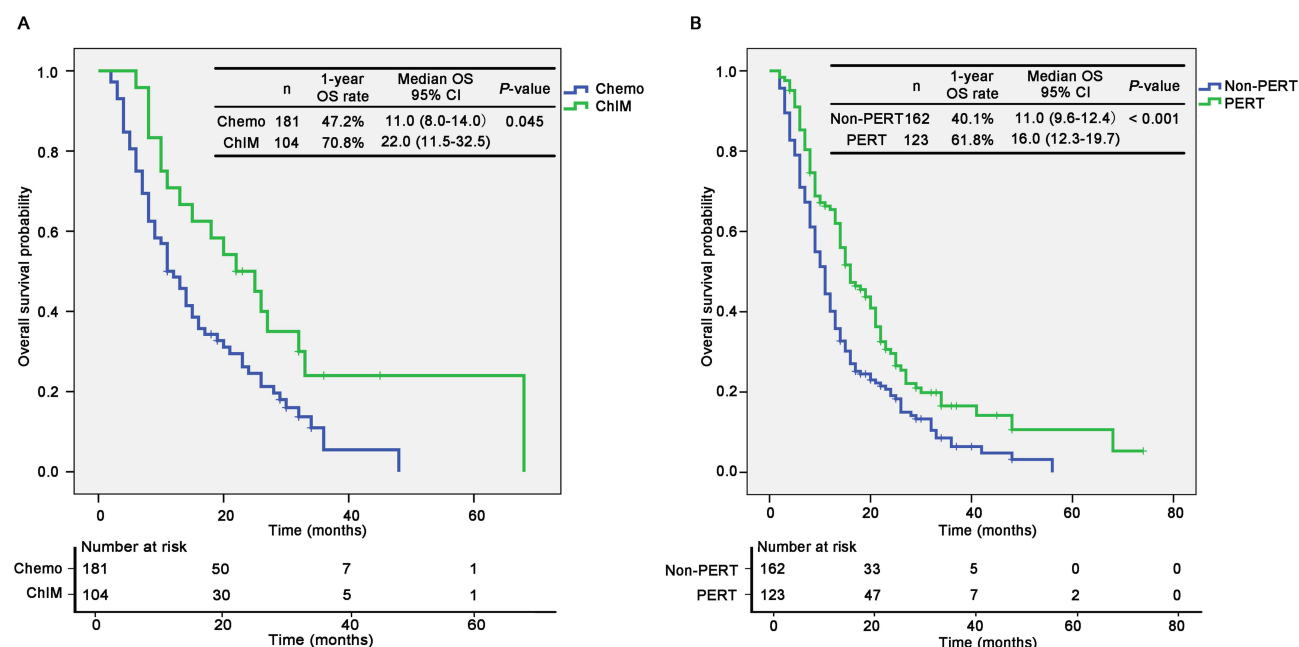 A
1.0
0.8
0.6
0.4
0.2
0.0
Overall survival probability
n 1-year OS rate Median OS 95% CI P-value
Chemo 181 47.2% 11.0 (8.0-14.0) 0.045
ChIM 104 70.8% 22.0 (11.5-32.5)
Chemo
ChIM
0 20 40 60
Time (months)
Number at risk
Chemo 181 50 7 1
ChIM 104 30 5 1
0 20 40 60
Time (months)
B
1.0
0.8
0.6
0.4
0.2
0.0
Overall survival probability
n 1-year OS rate Median OS 95% CI P-value
Non-PERT 162 40.1% 11.0 (9.6-12.4) < 0.001
PERT 123 61.8% 16.0 (12.3-19.7)
Non-PERT
PERT
0 20 40 60 80
Time (months)
Number at risk
Non-PERT 162 33 5 0 0
PERT 123 47 7 2 0
0 20 40 60 80
Time (months)